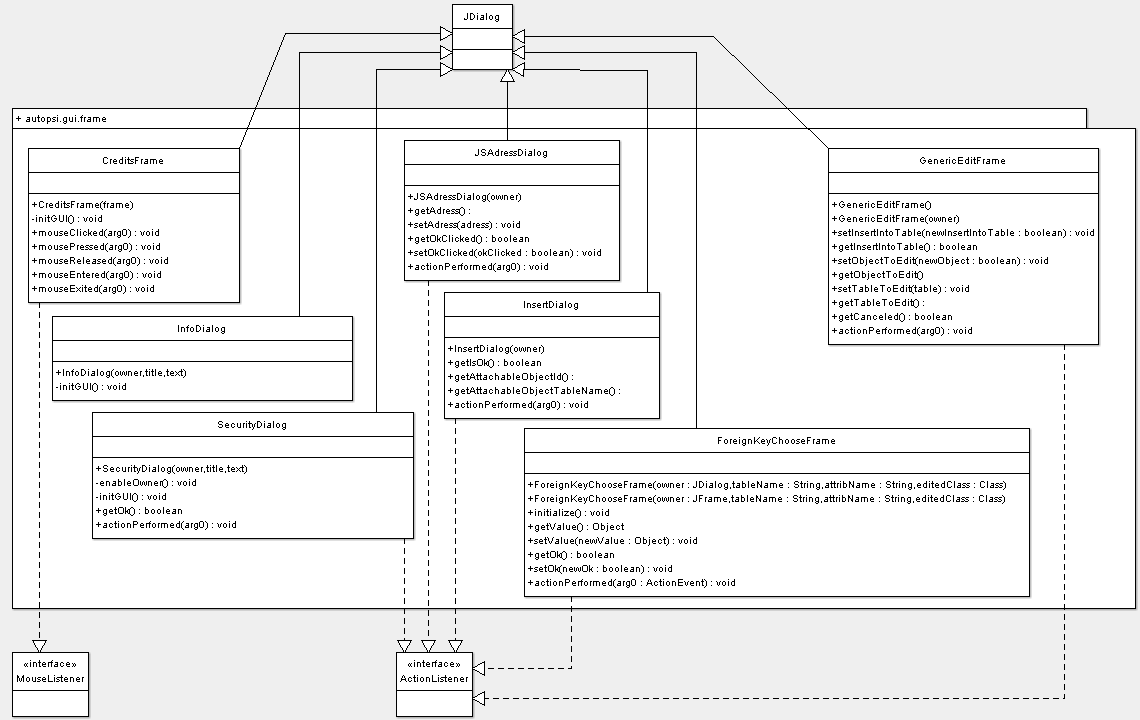 JDialog
+ autopsi.gui.frame
CreditsFrame
+CreditsFrame(frame)
-initGUI() : void
+mouseClicked(arg0) : void
+mousePressed(arg0) : void
+mouseReleased(arg0) : void
+mouseEntered(arg0) : void
+mouseExited(arg0) : void
JSAdressDialog
+JSAdressDialog(owner)
+getAdress() :
+setAdress(adress) : void
+getOkClicked() : boolean
+setOkClicked(okClicked : boolean) : void
+actionPerformed(arg0) : void
GenericEditFrame
+GenericEditFrame()
+GenericEditFrame(owner)
+setInsertIntoTable(newInsertIntoTable : boolean) : void
+getInsertIntoTable() : boolean
+setObjectToEdit(newObject : boolean) : void
+getObjectToEdit()
+setTableToEdit(table) : void
+getTableToEdit() :
+getCanceled() : boolean
+actionPerformed(arg0) : void
InfoDialog
+InfoDialog(owner,title,text)
-initGUI() : void
InsertDialog
+InsertDialog(owner)
+getIsOk() : boolean
+getAttachableObjectId() :
+getAttachableObjectTableName() :
+actionPerformed(arg0) : void
SecurityDialog
+SecurityDialog(owner,title,text)
-enableOwner() : void
-initGUI() : void
+getOk() : boolean
+actionPerformed(arg0) : void
ForeignKeyChooseFrame
+ForeignKeyChooseFrame(owner : JDialog,tableName : String,attribName : String,editedClass : Class)
+ForeignKeyChooseFrame(owner : JFrame,tableName : String,attribName : String,editedClass : Class)
+initialize() : void
+getValue() : Object
+setValue(newValue : Object) : void
+getOk() : boolean
+setOk(newOk : boolean) : void
+actionPerformed(arg0 : ActionEvent) : void
«interface»
MouseListener
«interface»
ActionListener